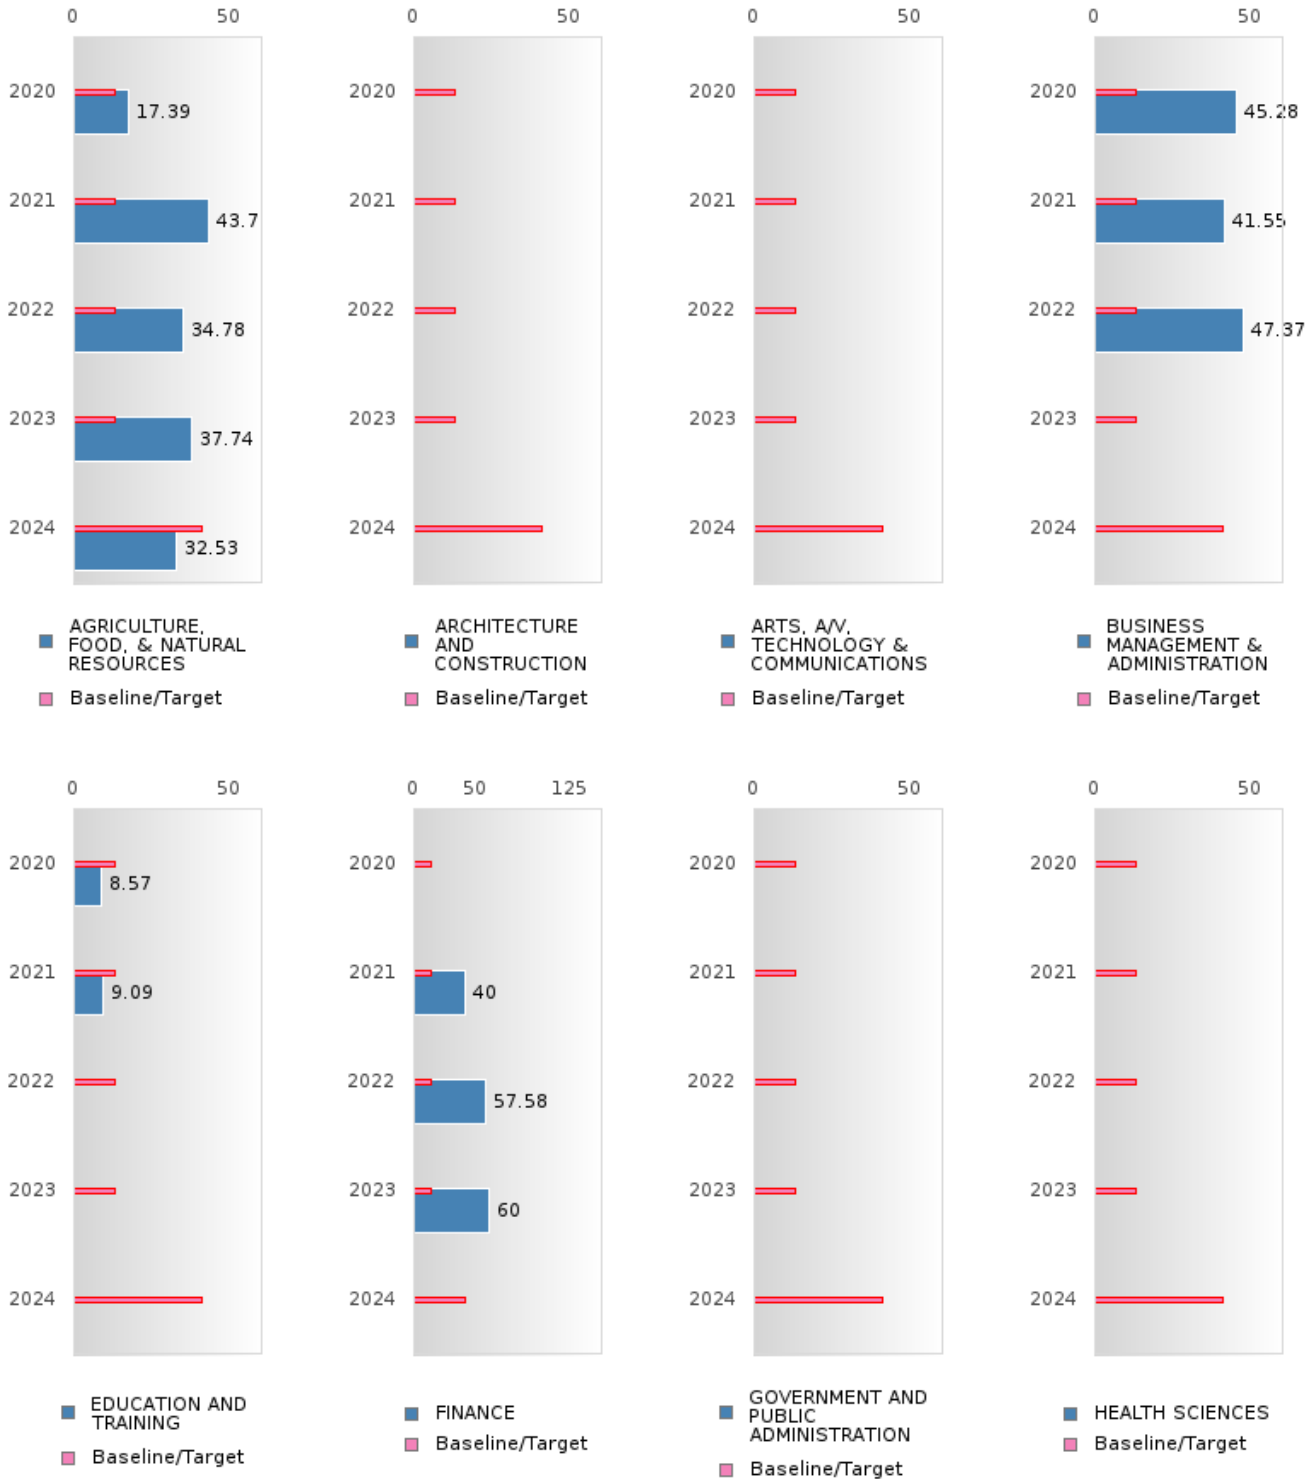 0 50
2020
17.39
2021
43.7
2022
34.78
2023
37.74
2024
32.53
AGRICULTURE,
FOOD, & NATURAL
RESOURCES
Baseline/Target
0 50
2020
2021
2022
2023
2024
ARCHITECTURE
AND
CONSTRUCTION
Baseline/Target
0 50
2020
2021
2022
2023
2024
ARTS, A/V,
TECHNOLOGY &
COMMUNICATIONS
Baseline/Target
0 50
2020
45.28
2021
41.55
2022
47.37
2023
2024
BUSINESS
MANAGEMENT &
ADMINISTRATION
Baseline/Target
0 50
2020
8.57
2021
9.09
2022
2023
2024
EDUCATION AND
TRAINING
Baseline/Target
0 50 125
2020
2021
40
2022
57.58
2023
60
2024
FINANCE
Baseline/Target
0 50
2020
2021
2022
2023
2024
GOVERNMENT AND
PUBLIC
ADMINISTRATION
Baseline/Target
0 50
2020
2021
2022
2023
2024
HEALTH SCIENCES
Baseline/Target